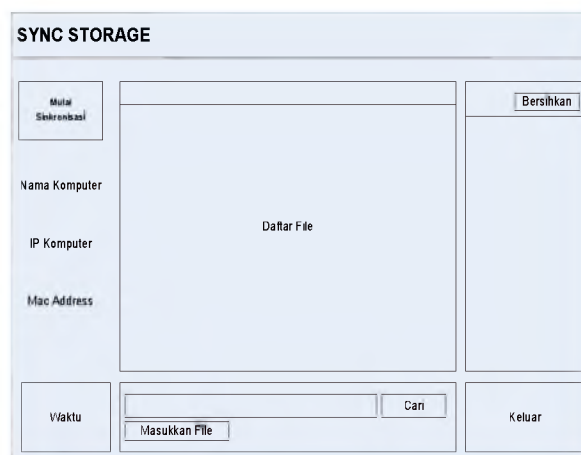 SYNC STORAGE
Mulai
Sinkronisasi
Bersihkan
Nama Komputer
IP Komputer
Mac Address
Daftar File
Waktu
Cari
Masukkan File
Keluar